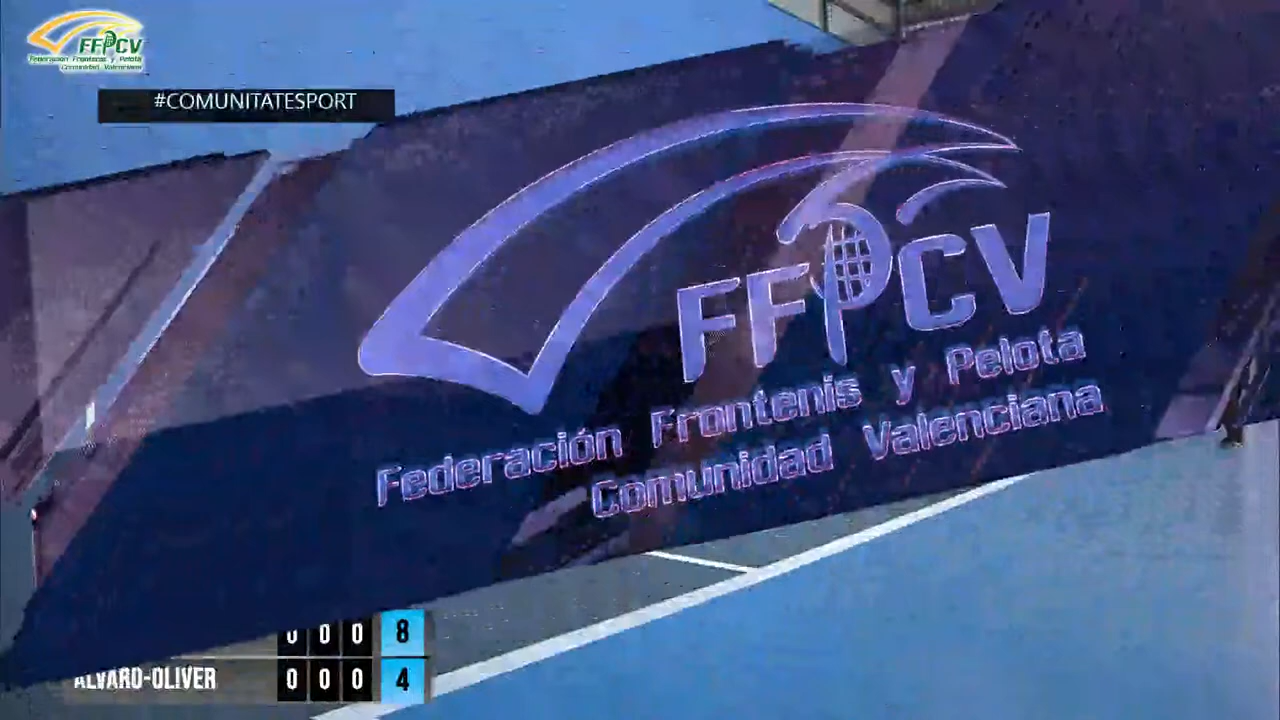 FFPCV
Federación Frontenis y Pelota
Comunidad Valenciana
#COMUNITATESPORT
FFPCV
Federación Frontenis y Pelota
Comunidad Valenciana
0 0 0 8
ALVARO-OLIVER 0 0 0 4